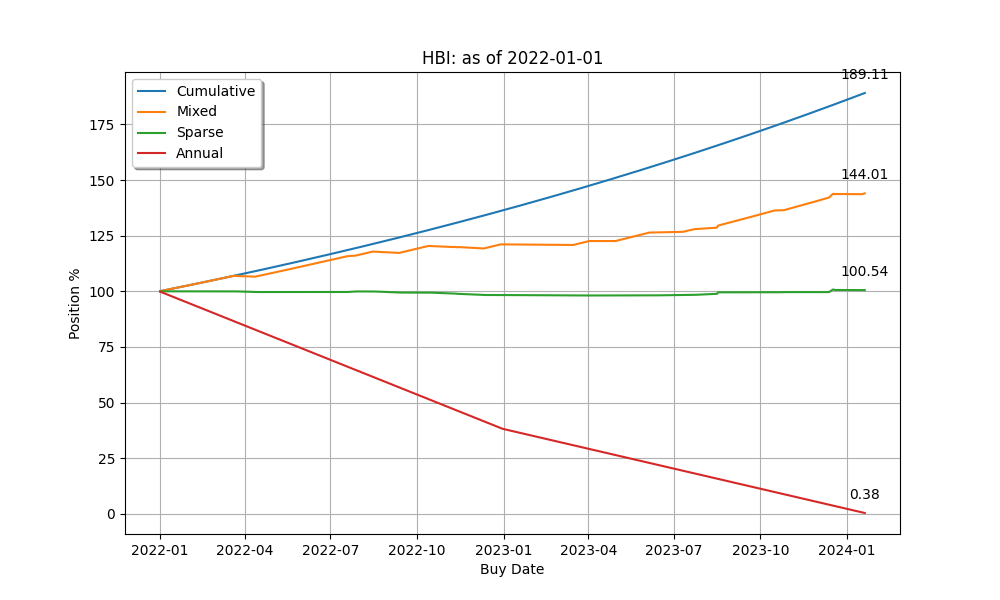 HBI: as of 2022-01-01
Cumulative
Mixed
Sparse
Annual
189.11
144.01
100.54
0.38
175
150
125
100
75
50
25
0
Position %
2022-01 2022-04 2022-07 2022-10 2023-01 2023-04 2023-07 2023-10 2024-01
Buy Date